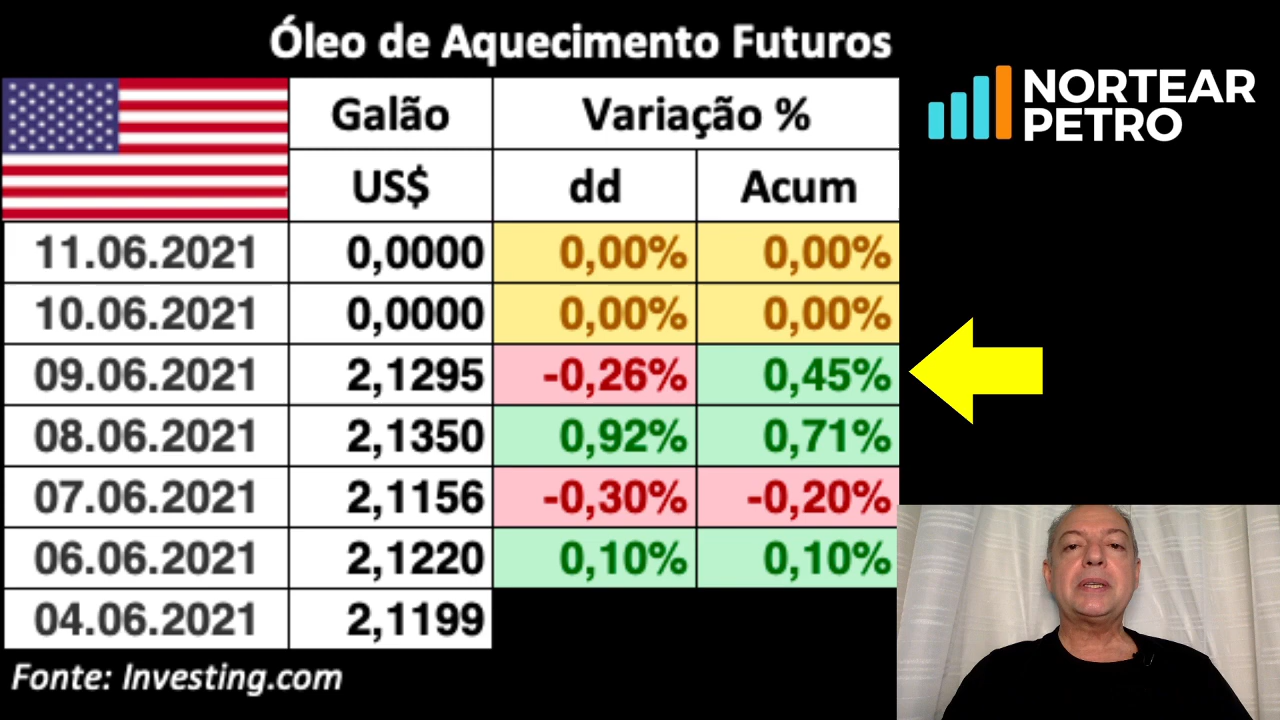 Óleo de Aquecimento Futuros
NORTEAR
PETRO
Galão Variação %
US$ dd Acum
11.06.2021 0,0000 0,00% 0,00%
10.06.2021 0,0000 0,00% 0,00%
09.06.2021 2,1295 -0,26% 0,45%
08.06.2021 2,1350 0,92% 0,71%
07.06.2021 2,1156 -0,30% -0,20%
06.06.2021 2,1220 0,10% 0,10%
04.06.2021 2,1199
Fonte: Investing.com